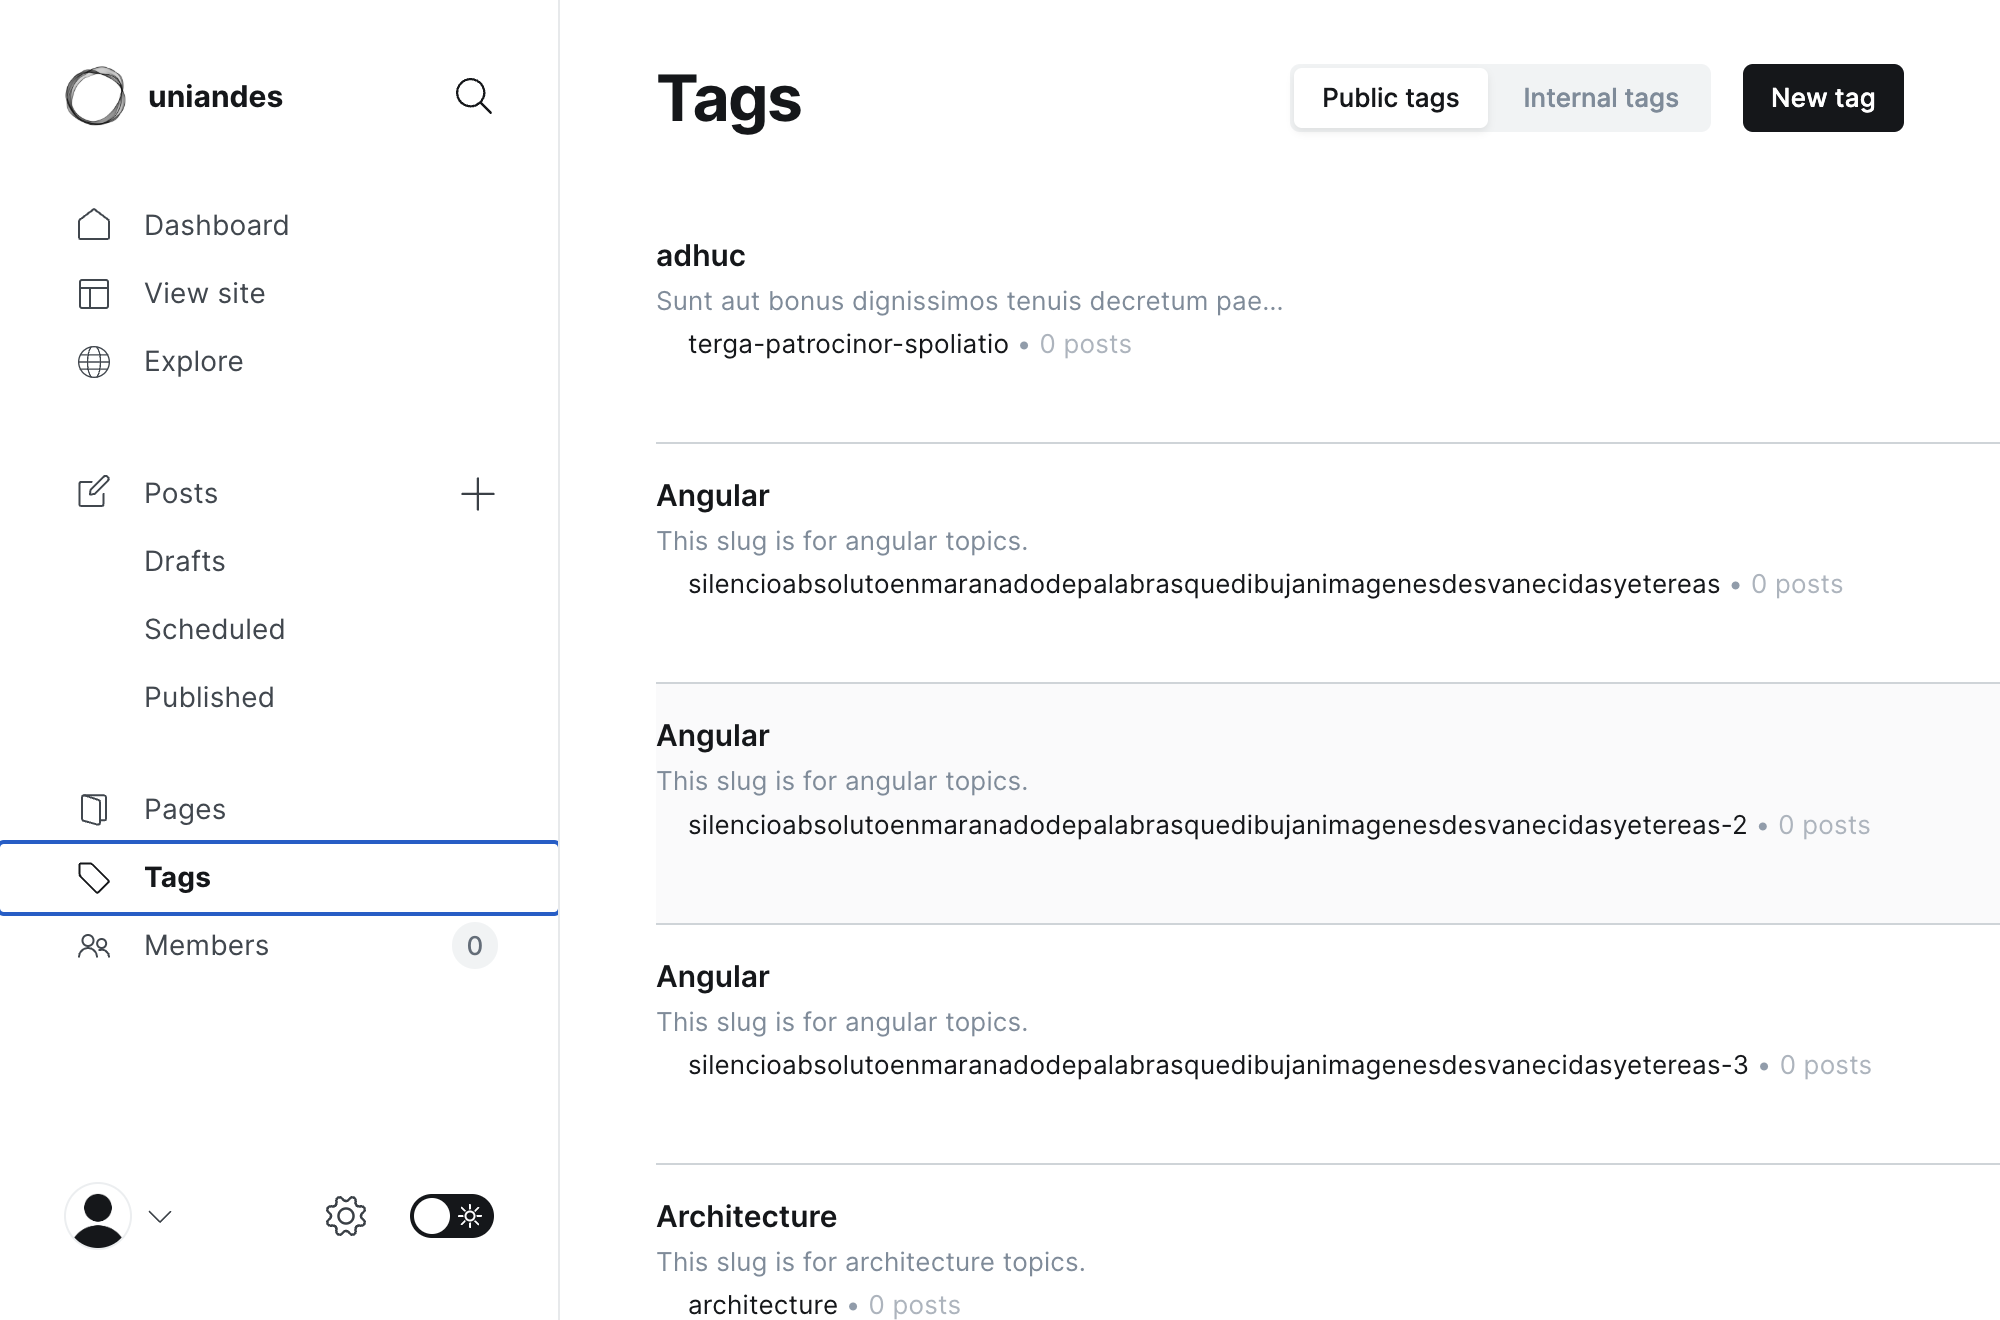 uniandes
Dashboard
View site
Explore
Posts
Drafts
Scheduled
Published
Pages
Tags
Members 0
Tags
Public tags Internal tags New tag
adhuc
Sunt aut bonus dignissimos tenuis decretum pae...
terga-patrocinor-spoliatio • 0 posts
Angular
This slug is for angular topics.
silencioabsolutoenmaranadodepalabrasquedibujanimagenesdesvanecidasyetereas • 0 posts
Angular
This slug is for angular topics.
silencioabsolutoenmaranadodepalabrasquedibujanimagenesdesvanecidasyetereas-2 • 0 posts
Angular
This slug is for angular topics.
silencioabsolutoenmaranadodepalabrasquedibujanimagenesdesvanecidasyetereas-3 • 0 posts
Architecture
This slug is for architecture topics.
architecture • 0 posts